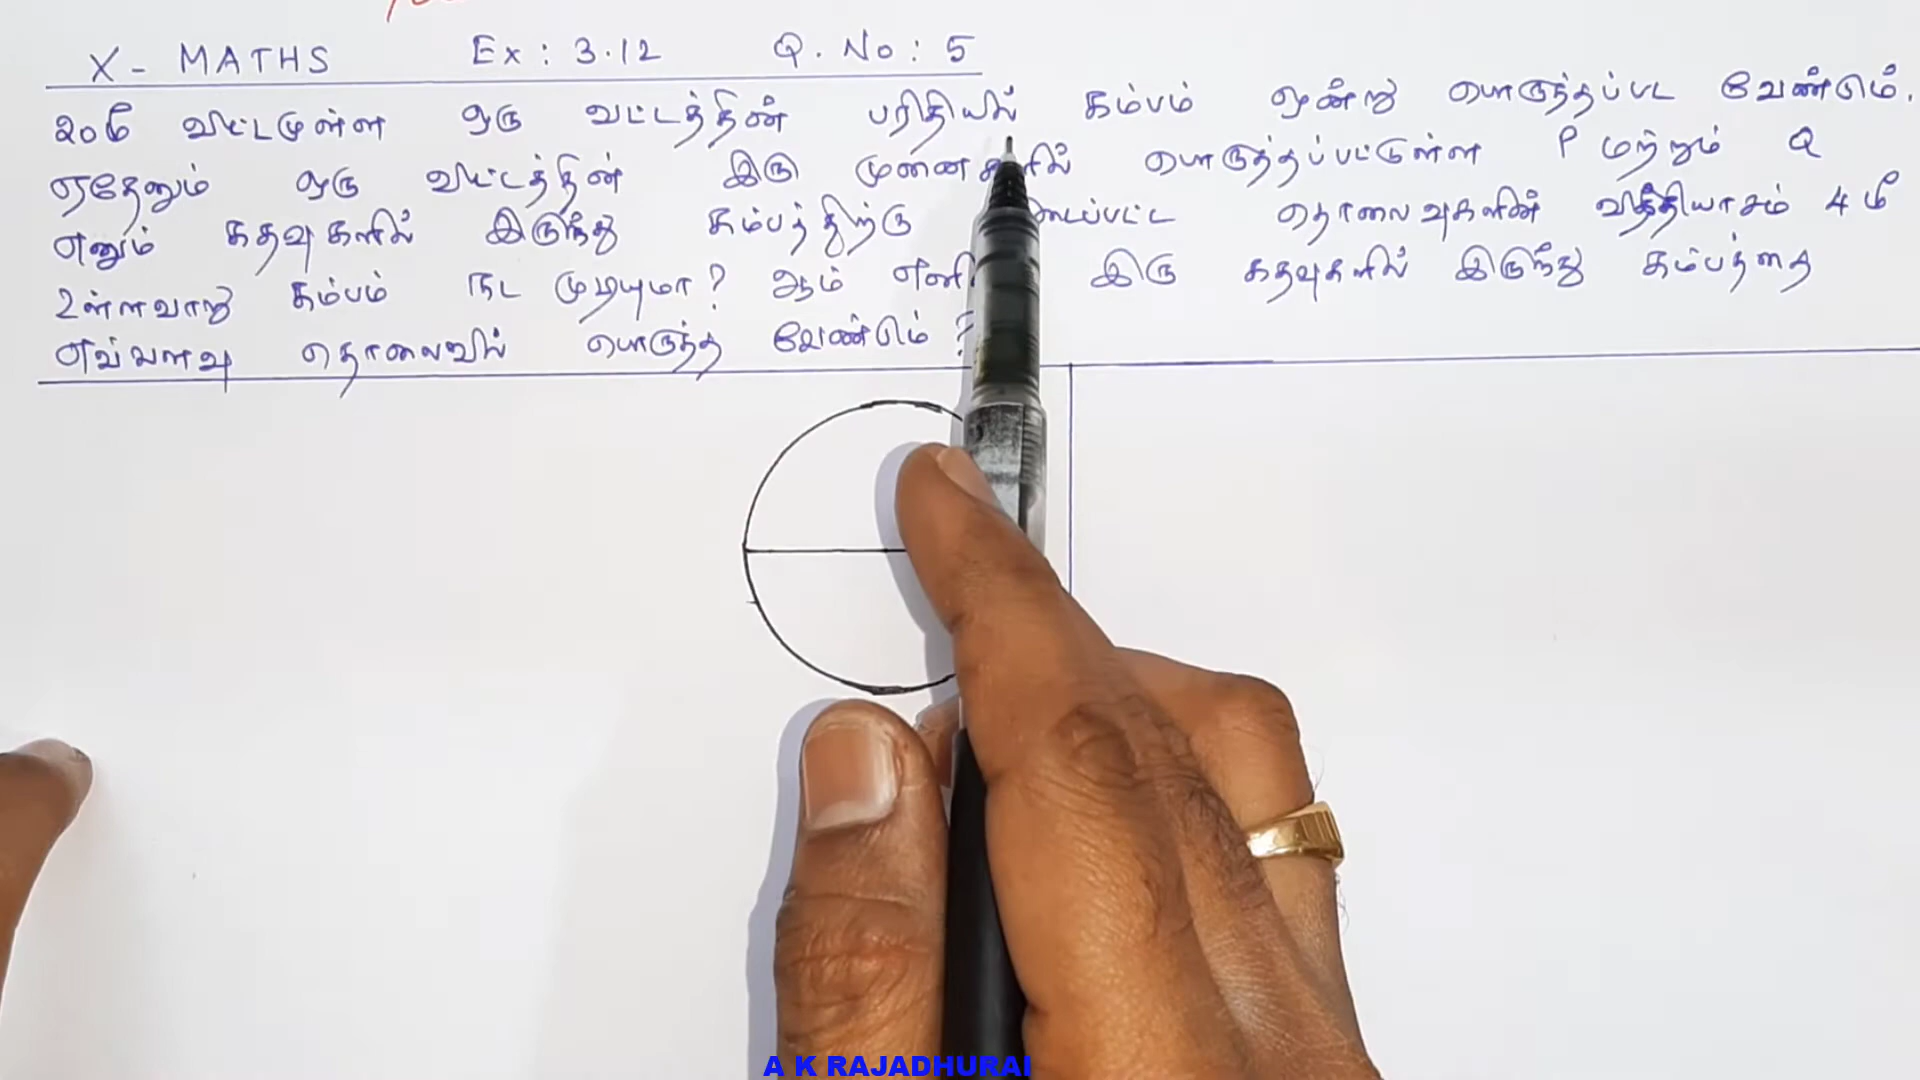 X - MATHS Ex : 3.12 Q. No : 5
20மீ விட்டமுள்ள ஒரு வட்டத்தின் பரிதியில் கம்பம் ஒன்று பொருத்தப்பட வேண்டும்.
ஏதேனும் ஒரு விட்டத்தின் இரு முனைகளில் பொருத்தப்பட்டுள்ள P மற்றும் Q
எனும் கதவுகளில் இருந்து கம்பத்திற்கு தொலைவுகளின் வித்தியாசம் 4 மீ
உள்ளவாறு கம்பம் நட முடியுமா? ஆம் எனில் இரு கதவுகளில் இருந்து கம்பத்தை
எவ்வளவு தொலைவில் பொருத்த வேண்டும்?
A K RAJADHURAI